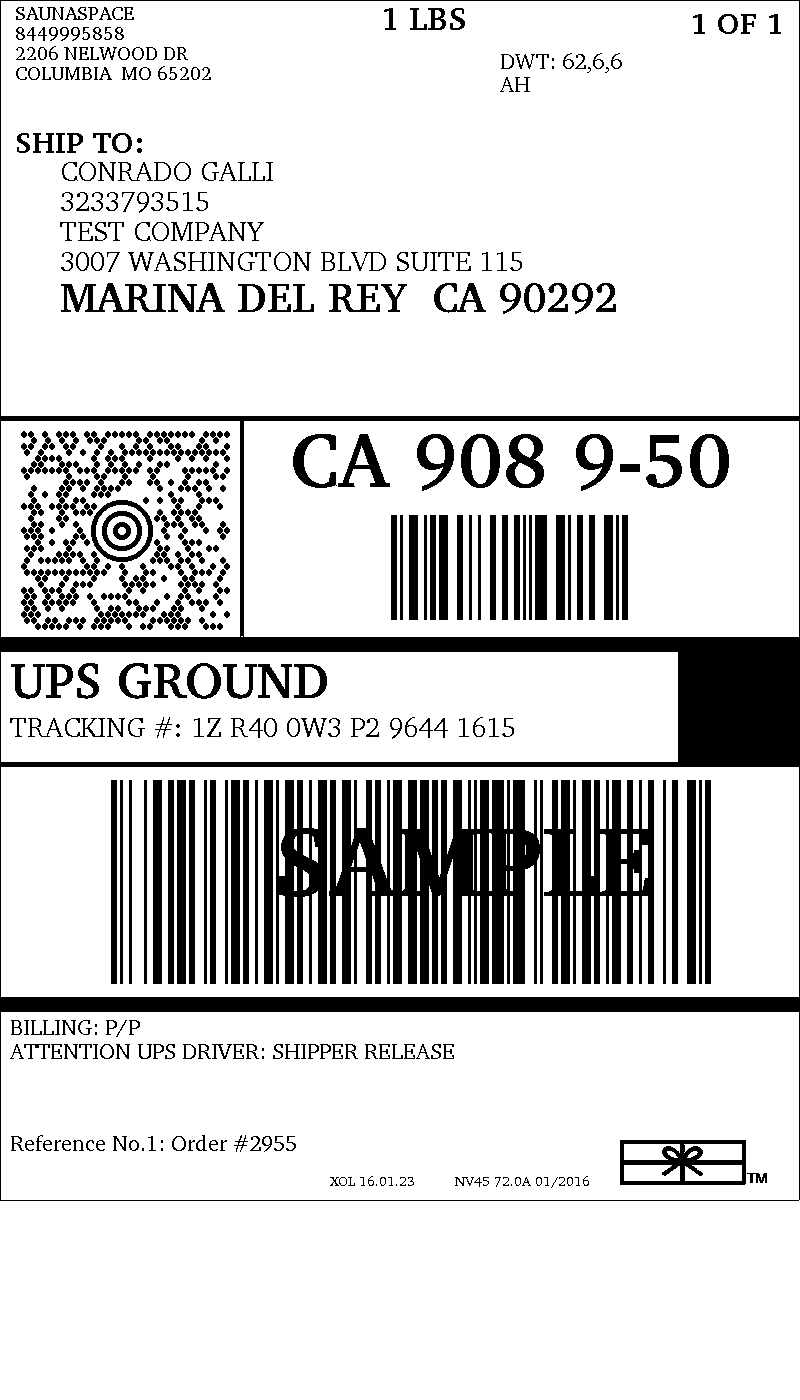 SAUNASPACE
8449995858
2206 NELWOOD DR
COLUMBIA MO 65202
1 LBS
1 OF 1
DWT: 62,6,6
AH
SHIP TO:
CONRADO GALLI
3233793515
TEST COMPANY
3007 WASHINGTON BLVD SUITE 115
MARINA DEL REY CA 90292
CA 908 9-50
UPS GROUND
TRACKING #: 1Z R40 0W3 P2 9644 1615
SAMPLE
BILLING: P/P
ATTENTION UPS DRIVER: SHIPPER RELEASE
Reference No.1: Order #2955
XOL 16.01.23 NV45 72.0A 01/2016
TM